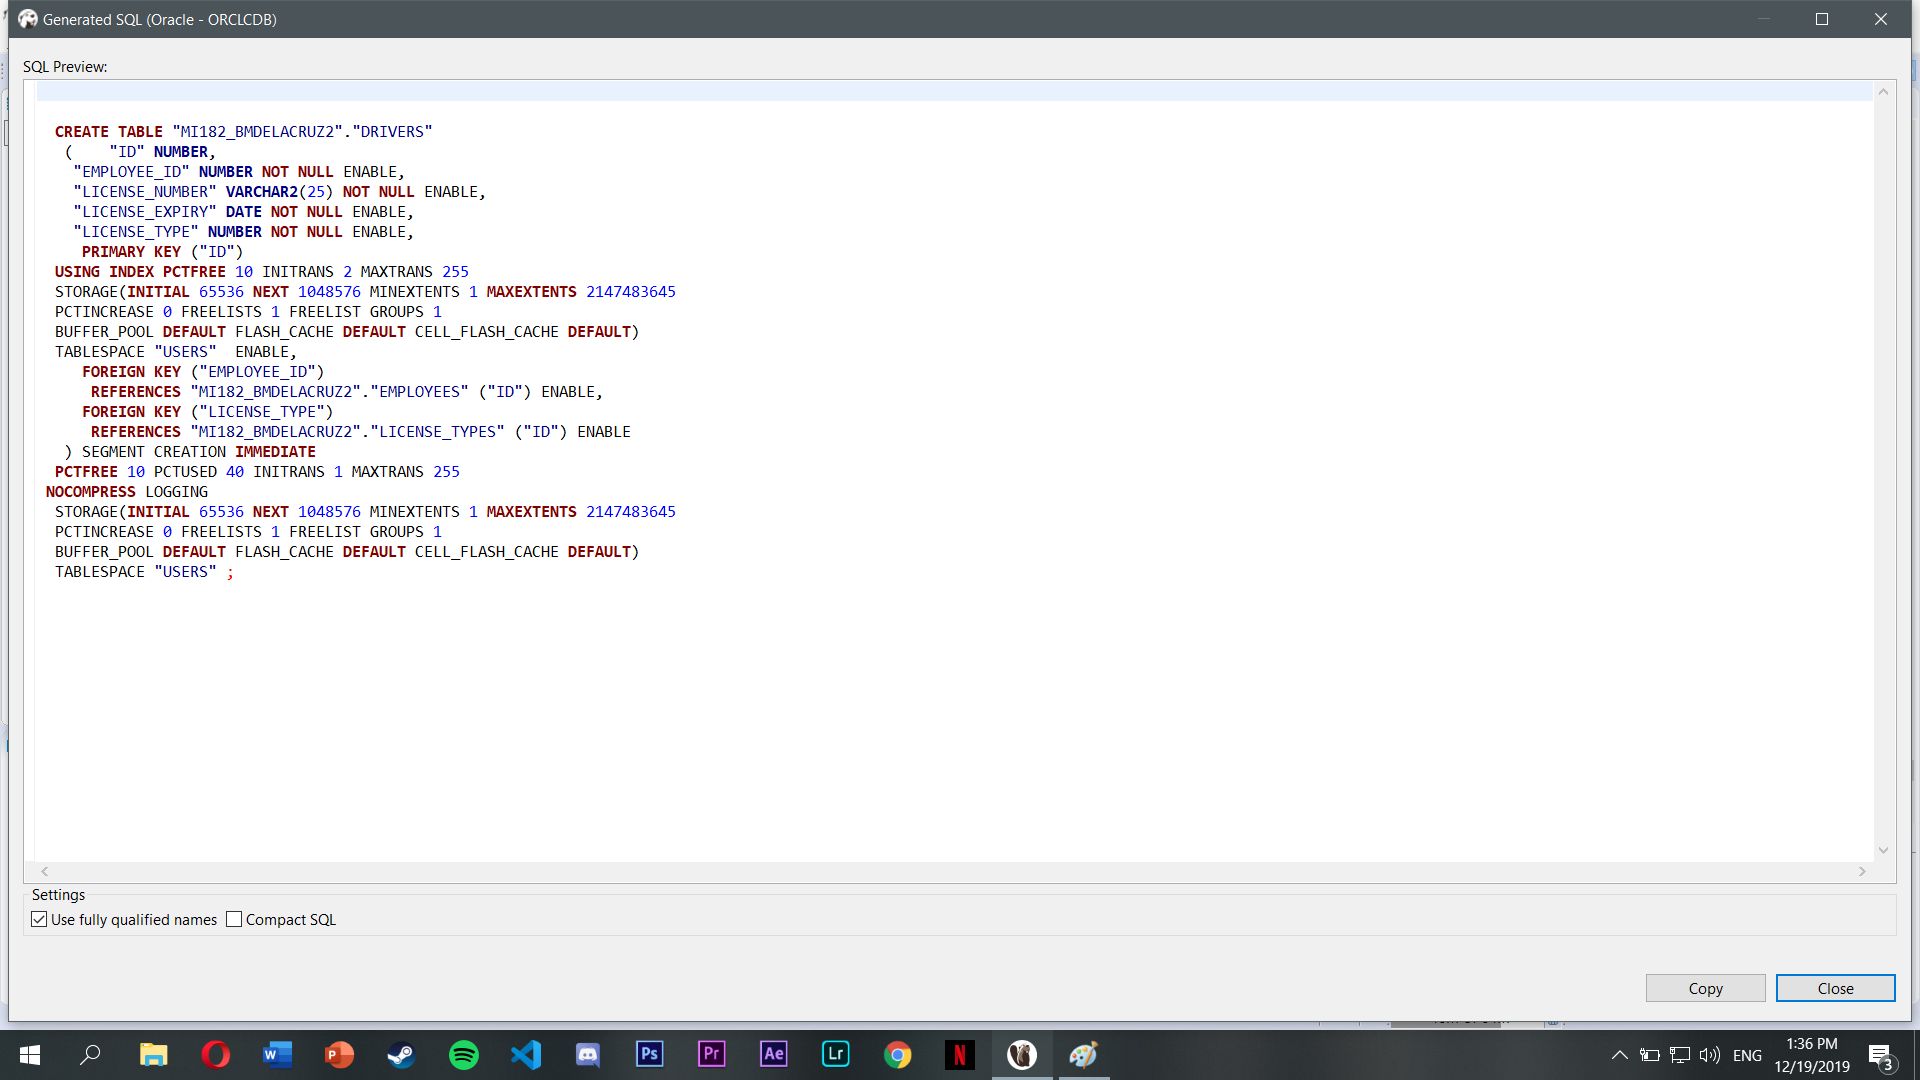 Generated SQL (Oracle - ORCLCDB)
SQL Preview:
CREATE TABLE "MI182_BMDELACRUZ2"."DRIVERS"
(    "ID" NUMBER,
"EMPLOYEE_ID" NUMBER NOT NULL ENABLE,
"LICENSE_NUMBER" VARCHAR2(25) NOT NULL ENABLE,
"LICENSE_EXPIRY" DATE NOT NULL ENABLE,
"LICENSE_TYPE" NUMBER NOT NULL ENABLE,
PRIMARY KEY ("ID")
USING INDEX PCTFREE 10 INITRANS 2 MAXTRANS 255
STORAGE(INITIAL 65536 NEXT 1048576 MINEXTENTS 1 MAXEXTENTS 2147483645
PCTINCREASE 0 FREELISTS 1 FREELIST GROUPS 1
BUFFER_POOL DEFAULT FLASH_CACHE DEFAULT CELL_FLASH_CACHE DEFAULT)
TABLESPACE "USERS"  ENABLE,
FOREIGN KEY ("EMPLOYEE_ID")
REFERENCES "MI182_BMDELACRUZ2"."EMPLOYEES" ("ID") ENABLE,
FOREIGN KEY ("LICENSE_TYPE")
REFERENCES "MI182_BMDELACRUZ2"."LICENSE_TYPES" ("ID") ENABLE
) SEGMENT CREATION IMMEDIATE
PCTFREE 10 PCTUSED 40 INITRANS 1 MAXTRANS 255
NOCOMPRESS LOGGING
STORAGE(INITIAL 65536 NEXT 1048576 MINEXTENTS 1 MAXEXTENTS 2147483645
PCTINCREASE 0 FREELISTS 1 FREELIST GROUPS 1
BUFFER_POOL DEFAULT FLASH_CACHE DEFAULT CELL_FLASH_CACHE DEFAULT)
TABLESPACE "USERS" ;
Settings
Use fully qualified names Compact SQL
Copy Close
W P Ps Pr Ae Lr N ENG 1:36 PM
12/19/2019 3